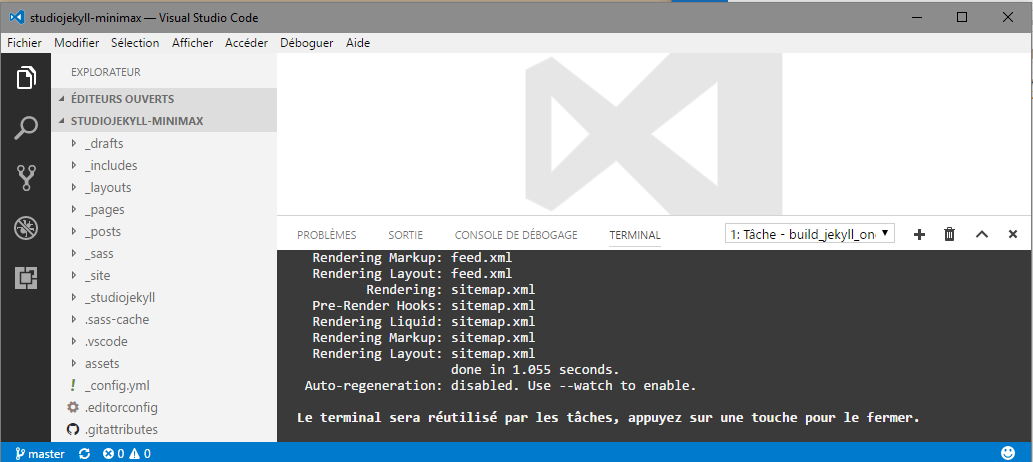 studiojekyll-minimax — Visual Studio Code
Fichier Modifier Sélection Afficher Accéder Déboguer Aide
EXPLORATEUR
ÉDITEURS OUVERTS
STUDIOJEKYLL-MINIMAX
_drafts
_includes
_layouts
_pages
_posts
_sass
_site
_studiojekyll
.sass-cache
.vscode
assets
_config.yml
.editorconfig
.gitattributes
PROBLÈMES SORTIE CONSOLE DE DÉBOGAGE TERMINAL 1: Tâche - build_jekyll_on
Rendering Markup: feed.xml
Rendering Layout: feed.xml
Rendering: sitemap.xml
Pre-Render Hooks: sitemap.xml
Rendering Liquid: sitemap.xml
Rendering Markup: sitemap.xml
Rendering Layout: sitemap.xml
done in 1.055 seconds.
Auto-regeneration: disabled. Use --watch to enable.
Le terminal sera réutilisé par les tâches, appuyez sur une touche pour le fermer.
master 0 0